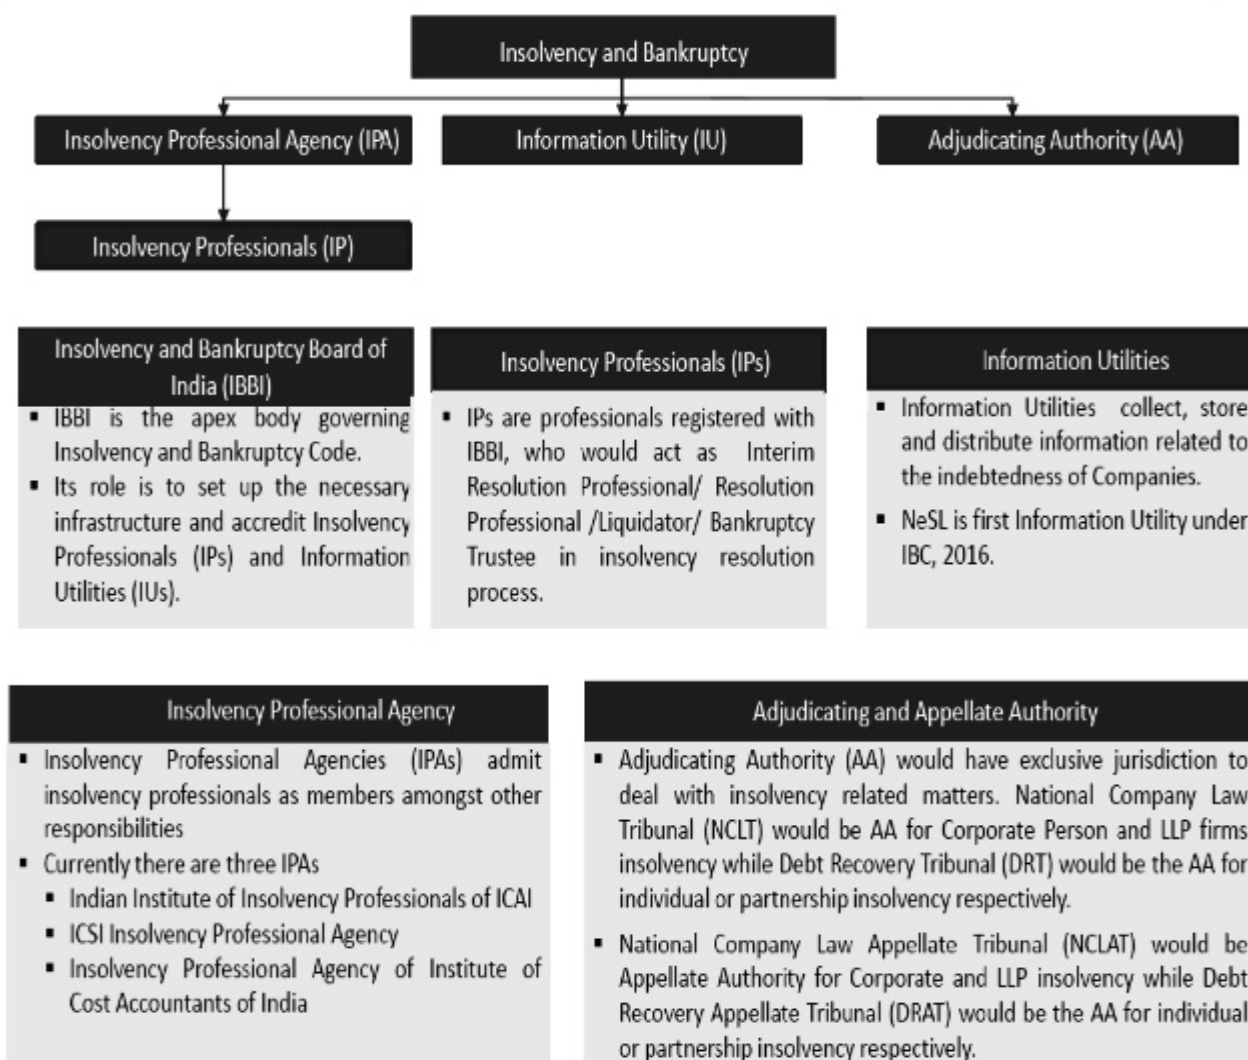 Insolvency and Bankruptcy
Insolvency Professional Agency (IPA)
Information Utility (IU)
Adjudicating Authority (AA)
Insolvency Professionals (IP)
Insolvency and Bankruptcy Board of
India (IBBI)
▪ IBBI is the apex body governing
Insolvency and Bankruptcy Code.
▪ Its role is to set up the necessary
infrastructure and accredit Insolvency
Professionals (IPs) and Information
Utilities (IUs).
Insolvency Professionals (IPs)
▪ IPs are professionals registered with
IBBI, who would act as Interim
Resolution Professional/ Resolution
Professional /Liquidator/ Bankruptcy
Trustee in insolvency resolution
process.
Information Utilities
▪ Information Utilities collect, store
and distribute information related to
the indebtedness of Companies.
▪ NeSL is first Information Utility under
IBC, 2016.
Insolvency Professional Agency
▪ Insolvency Professional Agencies (IPAs) admit
insolvency professionals as members amongst other
responsibilities
▪ Currently there are three IPAs
▪ Indian Institute of Insolvency Professionals of ICAI
▪ ICSI Insolvency Professional Agency
▪ Insolvency Professional Agency of Institute of
Cost Accountants of India
Adjudicating and Appellate Authority
▪ Adjudicating Authority (AA) would have exclusive jurisdiction to
deal with insolvency related matters. National Company Law
Tribunal (NCLT) would be AA for Corporate Person and LLP firms
insolvency while Debt Recovery Tribunal (DRT) would be the AA for
individual or partnership insolvency respectively.
▪ National Company Law Appellate Tribunal (NCLAT) would be
Appellate Authority for Corporate and LLP insolvency while Debt
Recovery Appellate Tribunal (DRAT) would be the AA for individual
or partnership insolvency respectively.